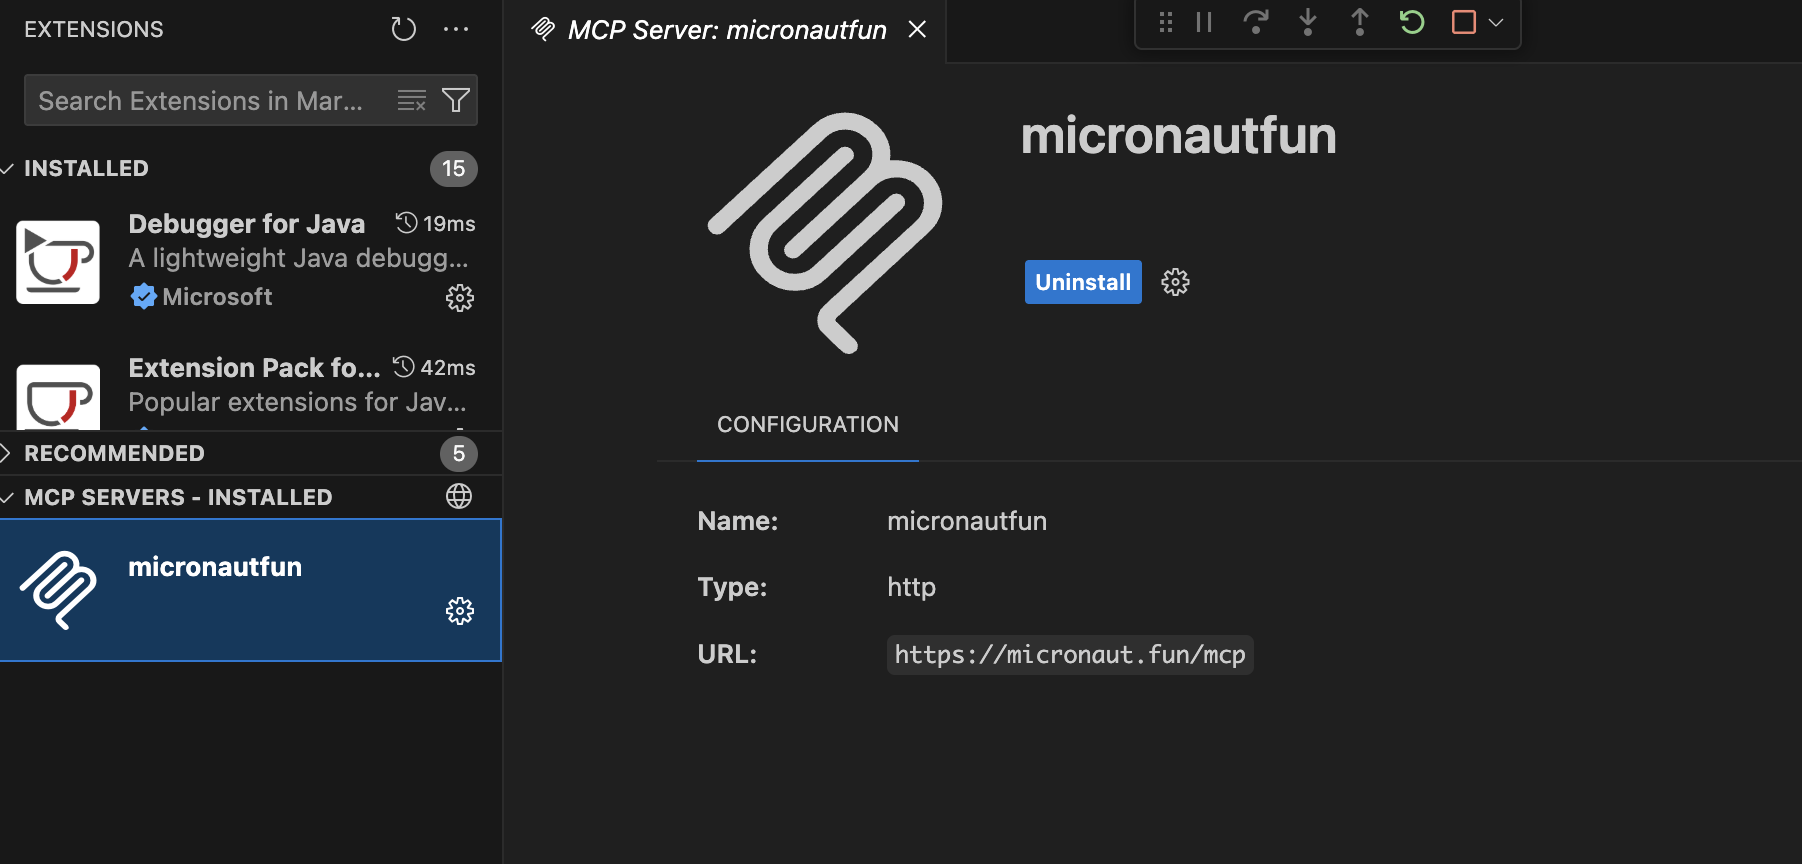 EXTENSIONS
Search Extensions in Mar...
INSTALLED
15
Debugger for Java
19ms
A lightweight Java debugg...
Microsoft
Extension Pack fo...
42ms
Popular extensions for Jav...
RECOMMENDED
5
MCP SERVERS - INSTALLED
micronautfun
MCP Server: micronautfun
micronautfun
Uninstall
CONFIGURATION
Name:
micronautfun
Type:
http
URL:
https://micronaut.fun/mcp